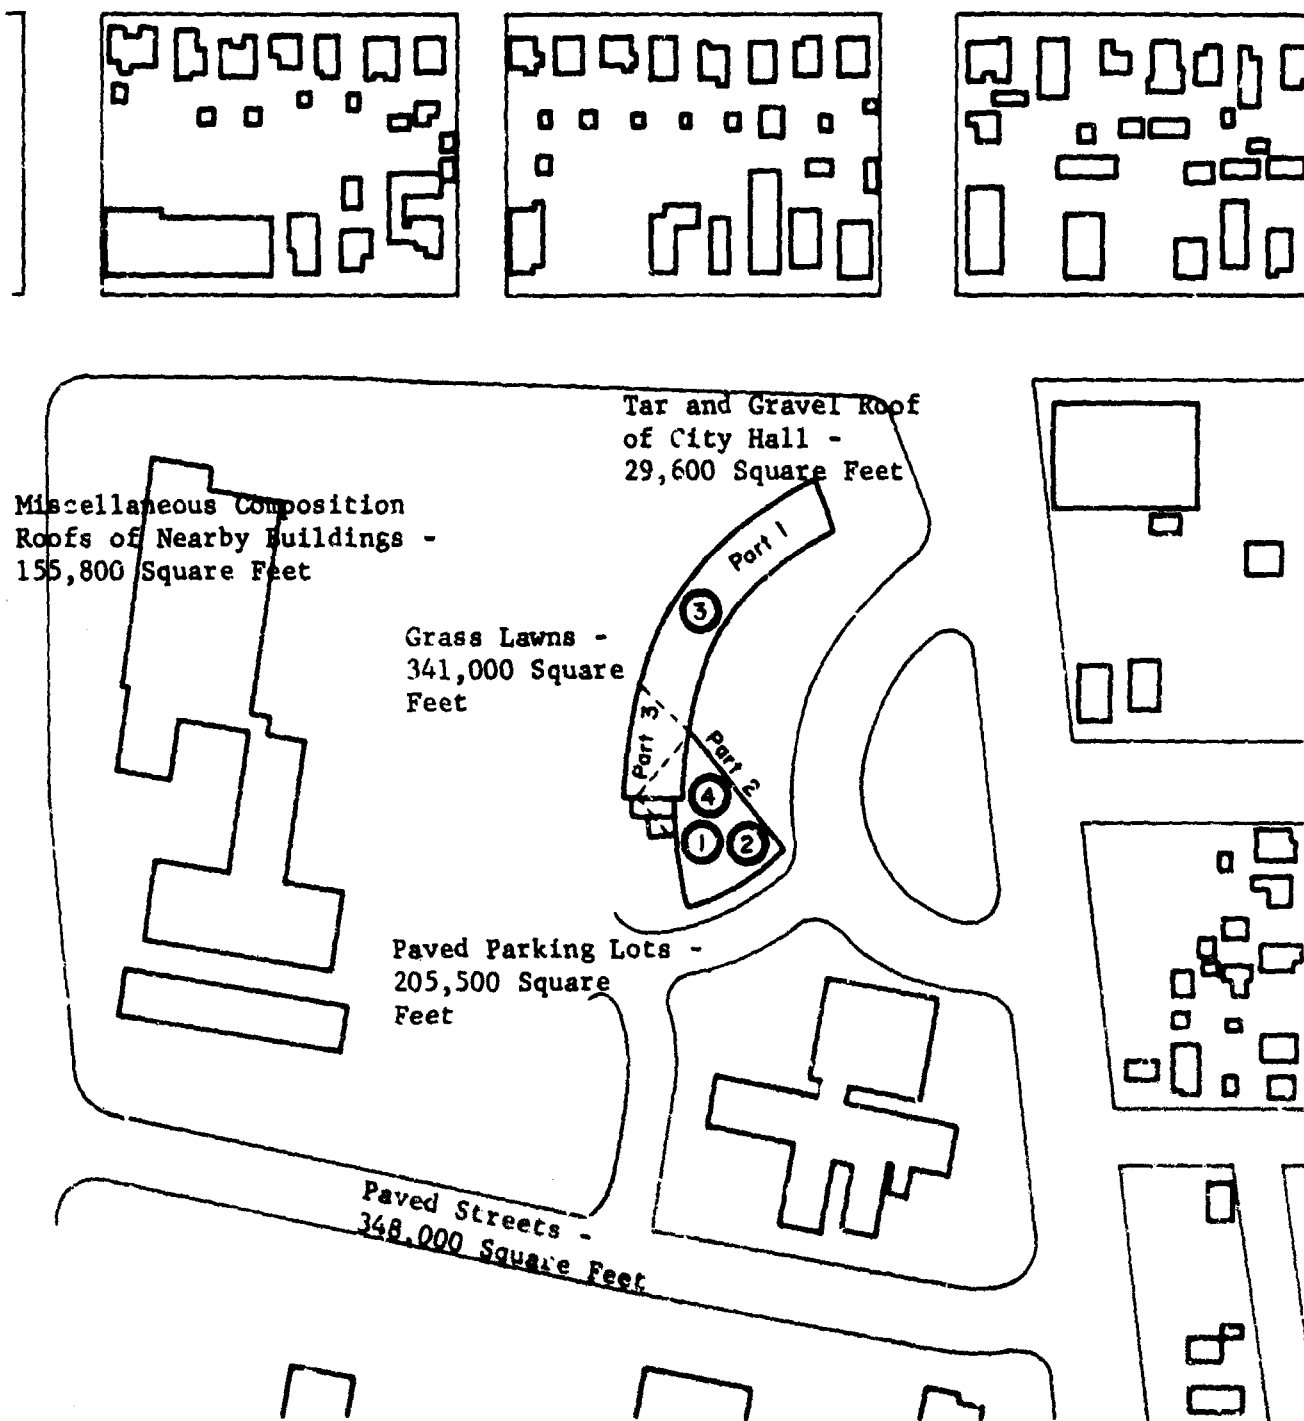 Tar and Gravel Roof
of City Hall -
29,600 Square Feet
Miscellaneous Composition
Roofs of Nearby Buildings -
155,800 Square Feet
Part 1
3
Grass Lawns -
341,000 Square
Feet
Part 3
Part 2
4
1
2
Paved Parking Lots -
205,500 Square
Feet
Paved Streets -
348,000 Square Feet